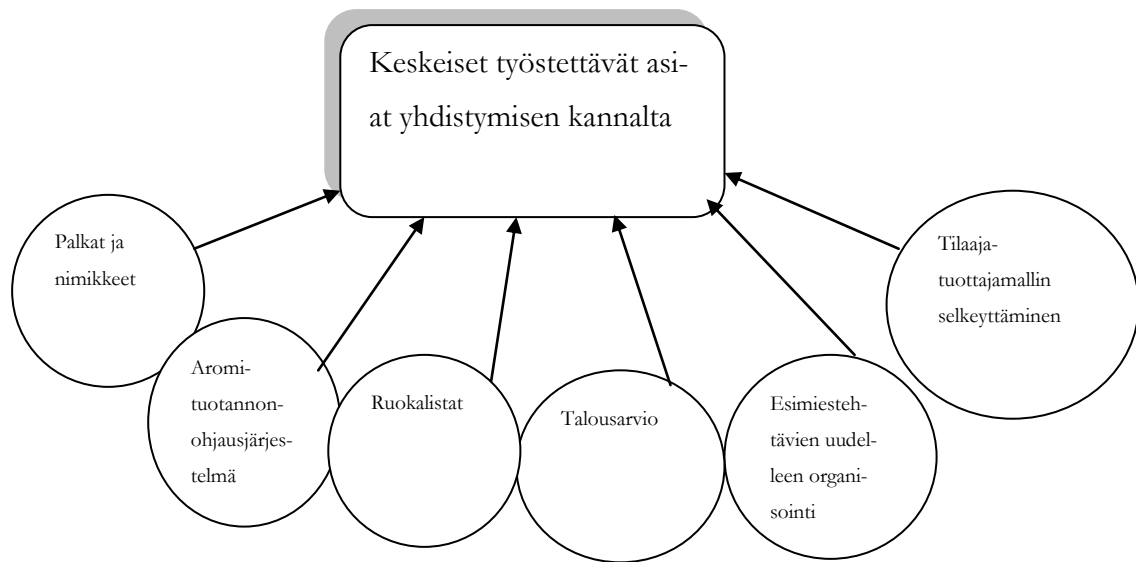 Keskeiset työstettävät asi-
at yhdistymisen kannalta
Palkat ja
nimikkeet
Aromi-
tuotannon-
ohjausjärjes-
telmä
Ruokalistat
Talousarvio
Esimiesteh-
tävien uudel-
leen organi-
sointi
Tilaaja-
tuottajamallin
selkeyttäminen